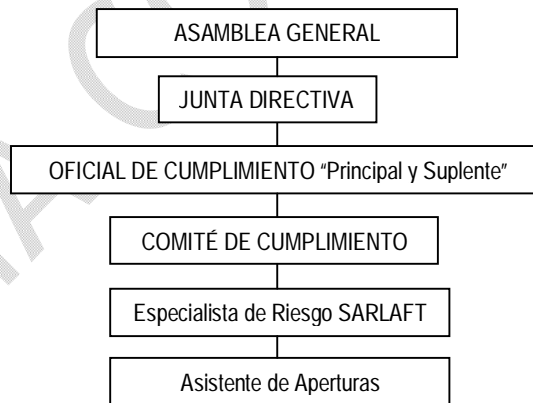 ASAMBLEA GENERAL
JUNTA DIRECTIVA
OFICIAL DE CUMPLIMIENTO “Principal y Suplente”
COMITÉ DE CUMPLIMIENTO
Especialista de Riesgo SARLAFT
Asistente de Aperturas